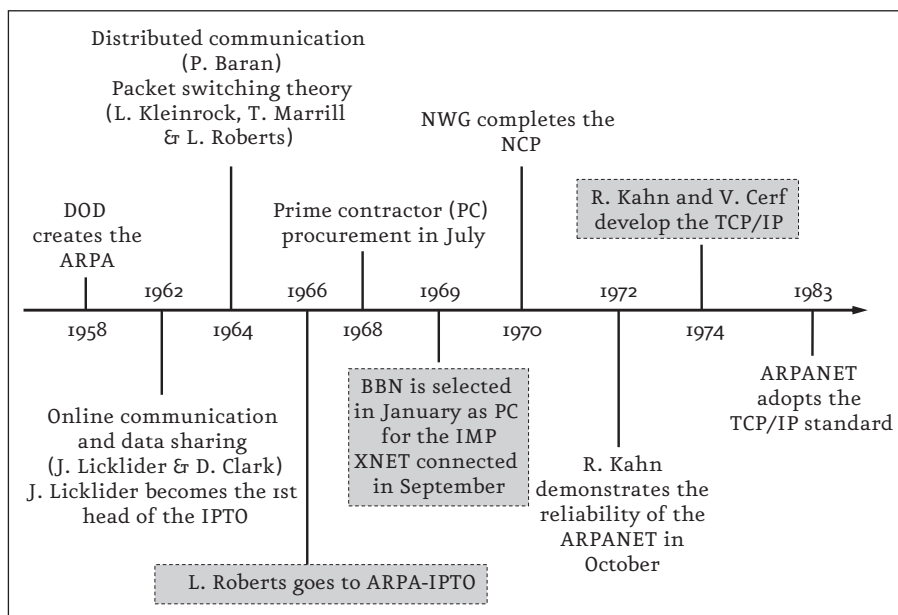 Distributed communication
(P. Baran)
Packet switching theory
(L. Kleinrock, T. Marrill
& L. Roberts)
NWG completes the
NCP
R. Kahn and V. Cerf
develop the TCP/IP
DOD
creates the
ARPA
Prime contractor (PC)
procurement in July
1962
1966
1969
1972
1983
1958
1964
1968
1970
1974
Online communication
and data sharing
(J. Licklider & D. Clark)
J. Licklider becomes the 1st
head of the IPTO
BBN is selected
in January as PC
for the IMP
XNET connected
in September
ARPANET
adopts the
TCP/IP standard
R. Kahn
demonstrates the
reliability of the
ARPANET in
October
L. Roberts goes to ARPA-IPTO